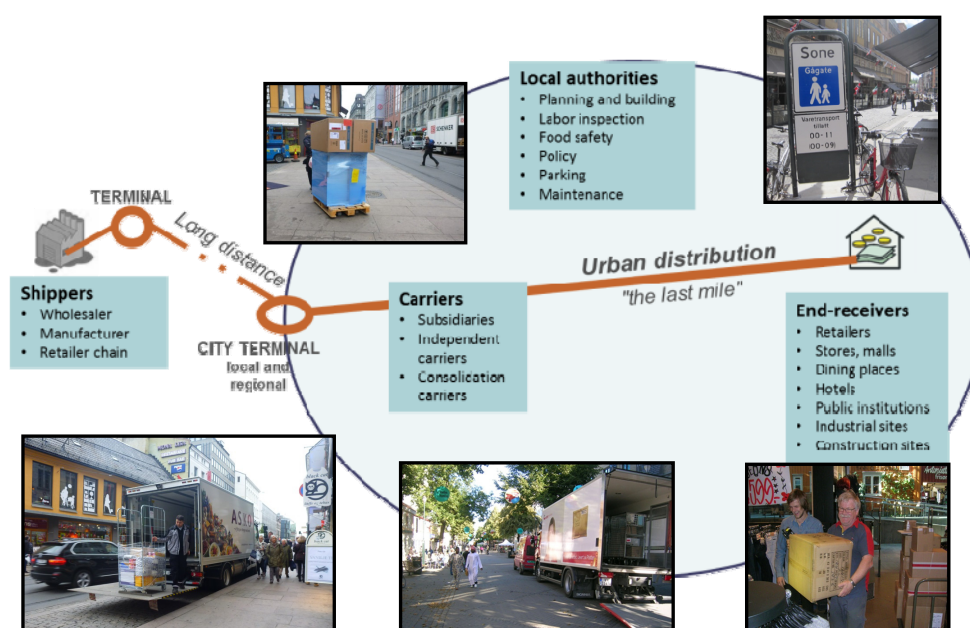 Local authorities
• Planning and building
• Labor inspection
• Food safety
• Policy
• Parking
• Maintenance
Sone
Gågate
Varetransport
tillatt
00-11
(00-09)
SCHENKER
TERMINAL
Long distance
Urban distribution
"the last mile"
Shippers
• Wholesaler
• Manufacturer
• Retailer chain
CITY TERMINAL
local and
regional
Carriers
• Subsidiaries
• Independent
carriers
• Consolidation
carriers
End-receivers
• Retailers
• Stores, malls
• Dining places
• Hotels
• Public institutions
• Industrial sites
• Construction sites
ASKO